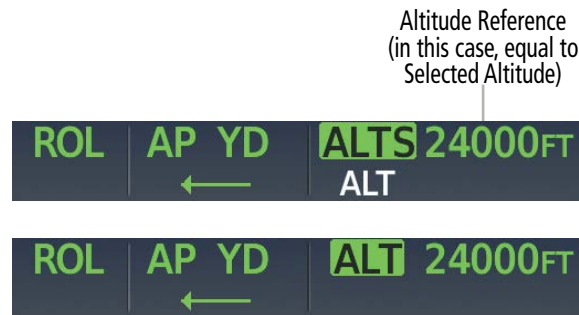 Altitude Reference
(in this case, equal to
Selected Altitude)
ROL AP YD ALTS 24000FT
ALT
ROL AP YD ALT 24000FT